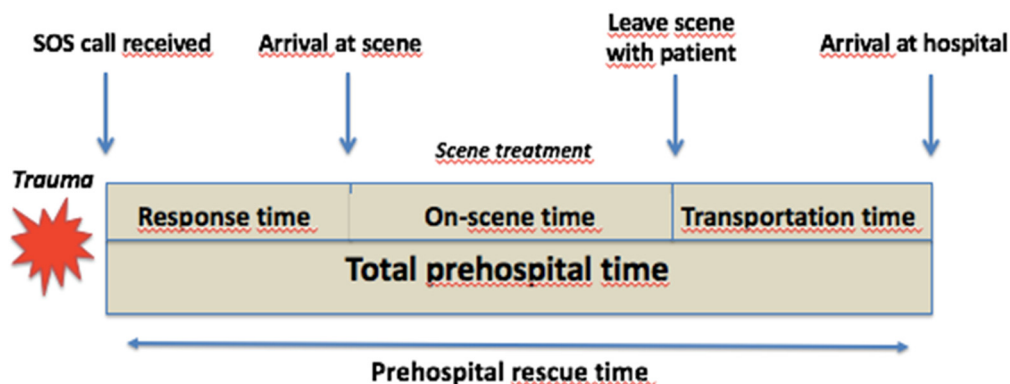 SOS call received
Arrival at scene
Leave scene
with patient
Arrival at hospital
Scene treatment
Trauma
Response time
On-scene time
Transportation time
Total prehospital time
Prehospital rescue time